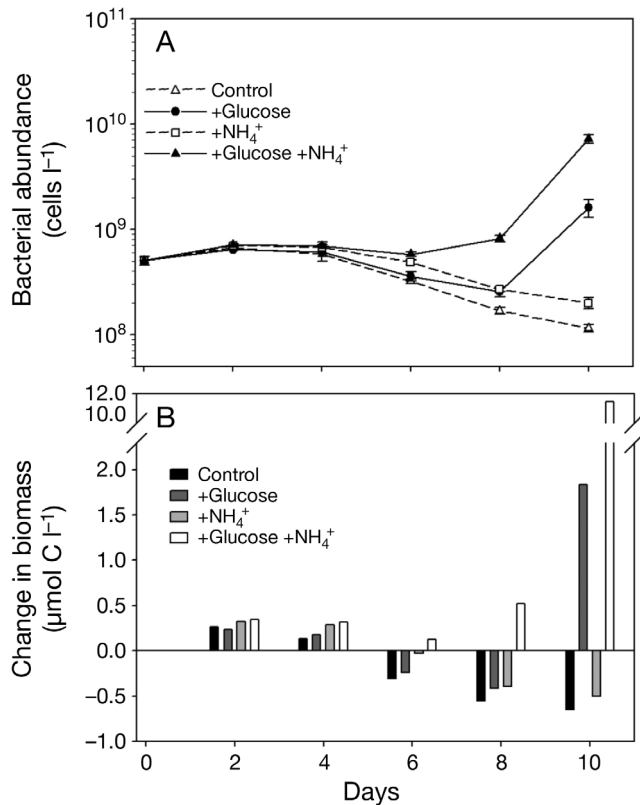 10¹¹
A
Control
+Glucose
+NH₄⁺
+Glucose +NH₄⁺
10¹⁰
10⁹
10⁸
Bacterial abundance
(cells l⁻¹)
12.0
10.0
B
Control
+Glucose
+NH₄⁺
+Glucose +NH₄⁺
2.0
1.5
1.0
0.5
0.0
−0.5
−1.0
Change in biomass
(µmol C l⁻¹)
0 2 4 6 8 10
Days